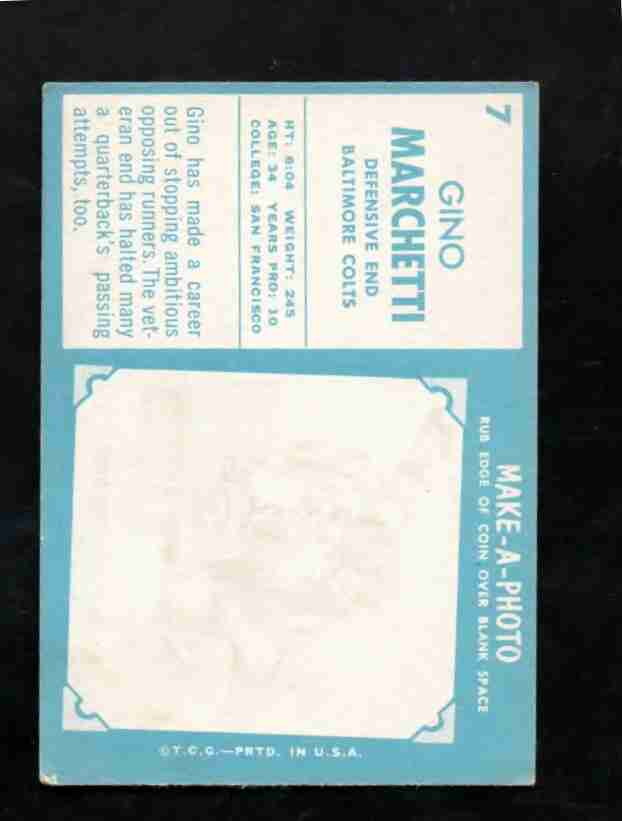 7
GINO
MARCHETTI
DEFENSIVE END
BALTIMORE COLTS
HT: 6:04 WEIGHT: 245
AGE: 34 YEARS PRO: 10
COLLEGE: SAN FRANCISCO
Gino has made a career
out of stopping ambitious
opposing runners. The vet-
eran end has halted many
a quarterback's passing
attempts, too.
MAKE-A-PHOTO
RUB EDGE OF COIN OVER BLANK SPACE
©T.C.G.—PRTD. IN U.S.A.